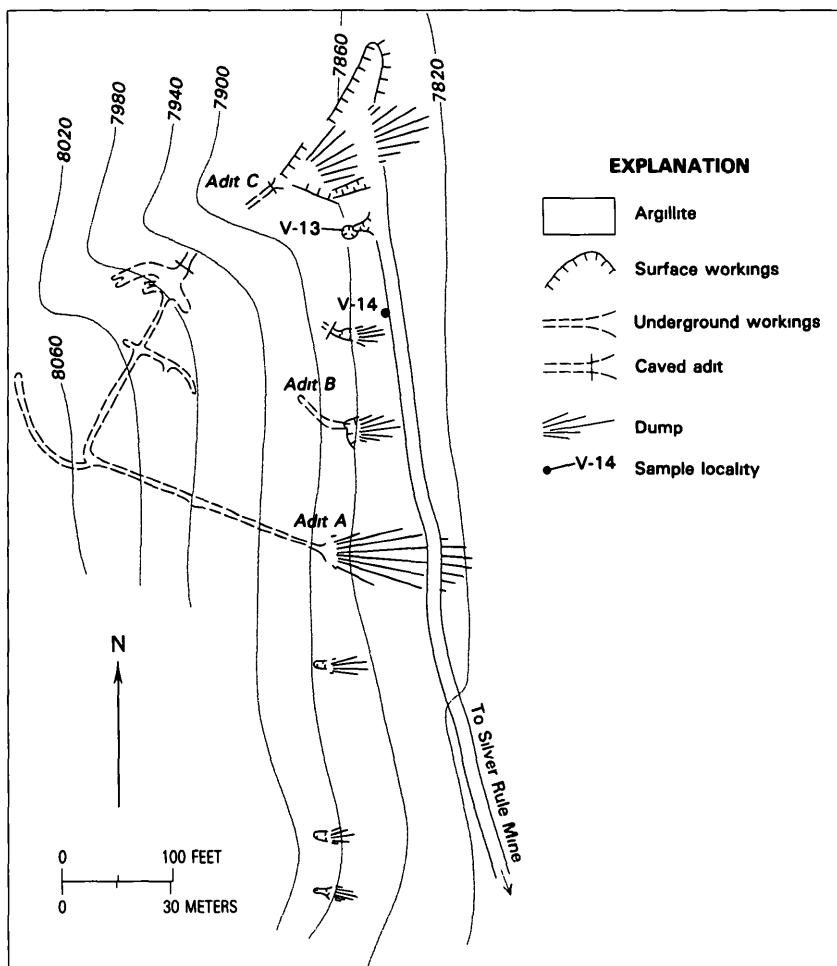 8020
7980
7940
7900
7860
7820
8060
Adit C
V-13
V-14
Adit B
Adit A
N
To Silver Rule Mine
0 100 FEET
0 30 METERS
EXPLANATION
Argillite
Surface workings
Underground workings
Caved adit
Dump
V-14 Sample locality